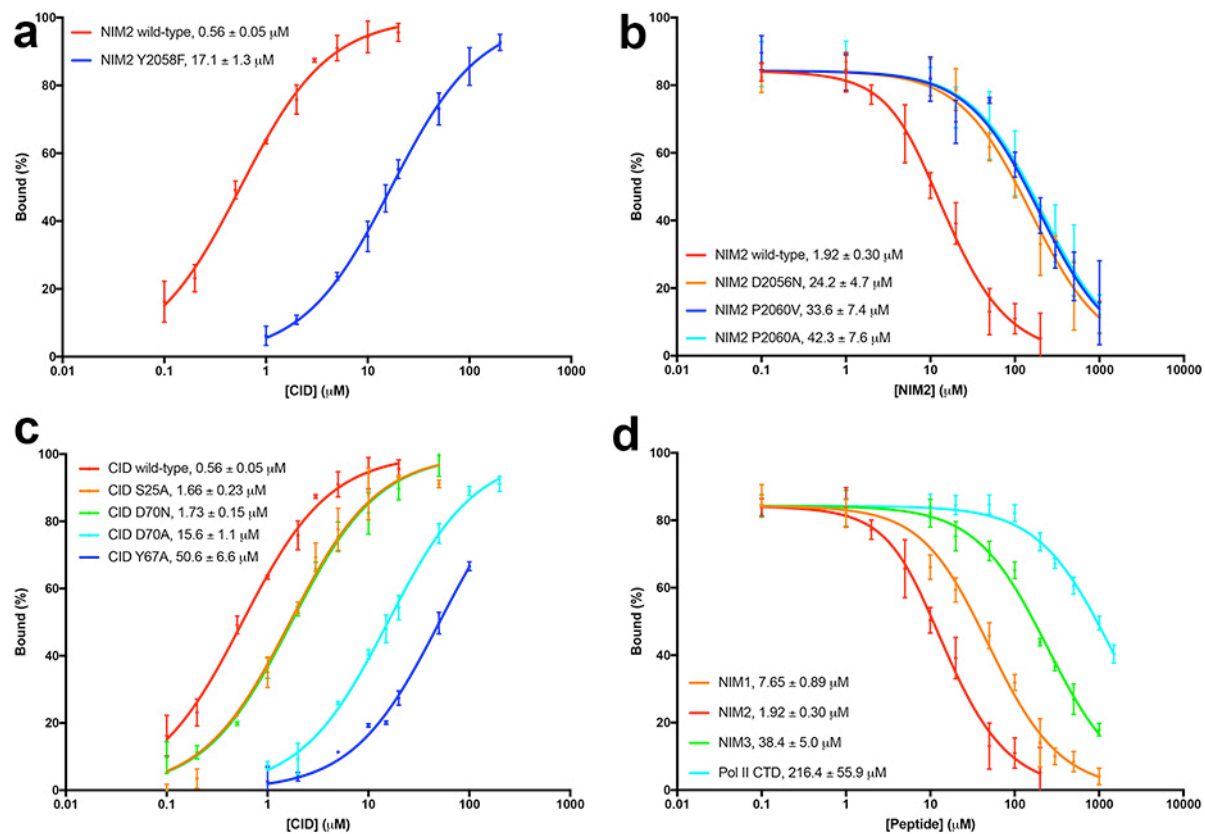 a
NIM2 wild-type, 0.56 ± 0.05 μM
NIM2 Y2058F, 17.1 ± 1.3 μM
100
80
60
40
20
0
Bound (%)
0.01 0.1 1 10 100 1000
[CID] (μM)
b
100
80
60
40
20
0
Bound (%)
NIM2 wild-type, 1.92 ± 0.30 μM
NIM2 D2056N, 24.2 ± 4.7 μM
NIM2 P2060V, 33.6 ± 7.4 μM
NIM2 P2060A, 42.3 ± 7.6 μM
0.01 0.1 1 10 100 1000 10000
[NIM2] (μM)
c
CID wild-type, 0.56 ± 0.05 μM
CID S25A, 1.66 ± 0.23 μM
CID D70N, 1.73 ± 0.15 μM
CID D70A, 15.6 ± 1.1 μM
CID Y67A, 50.6 ± 6.6 μM
100
80
60
40
20
0
Bound (%)
0.01 0.1 1 10 100 1000
[CID] (μM)
d
100
80
60
40
20
0
Bound (%)
NIM1, 7.65 ± 0.89 μM
NIM2, 1.92 ± 0.30 μM
NIM3, 38.4 ± 5.0 μM
Pol II CTD, 216.4 ± 55.9 μM
0.01 0.1 1 10 100 1000 10000
[Peptide] (μM)